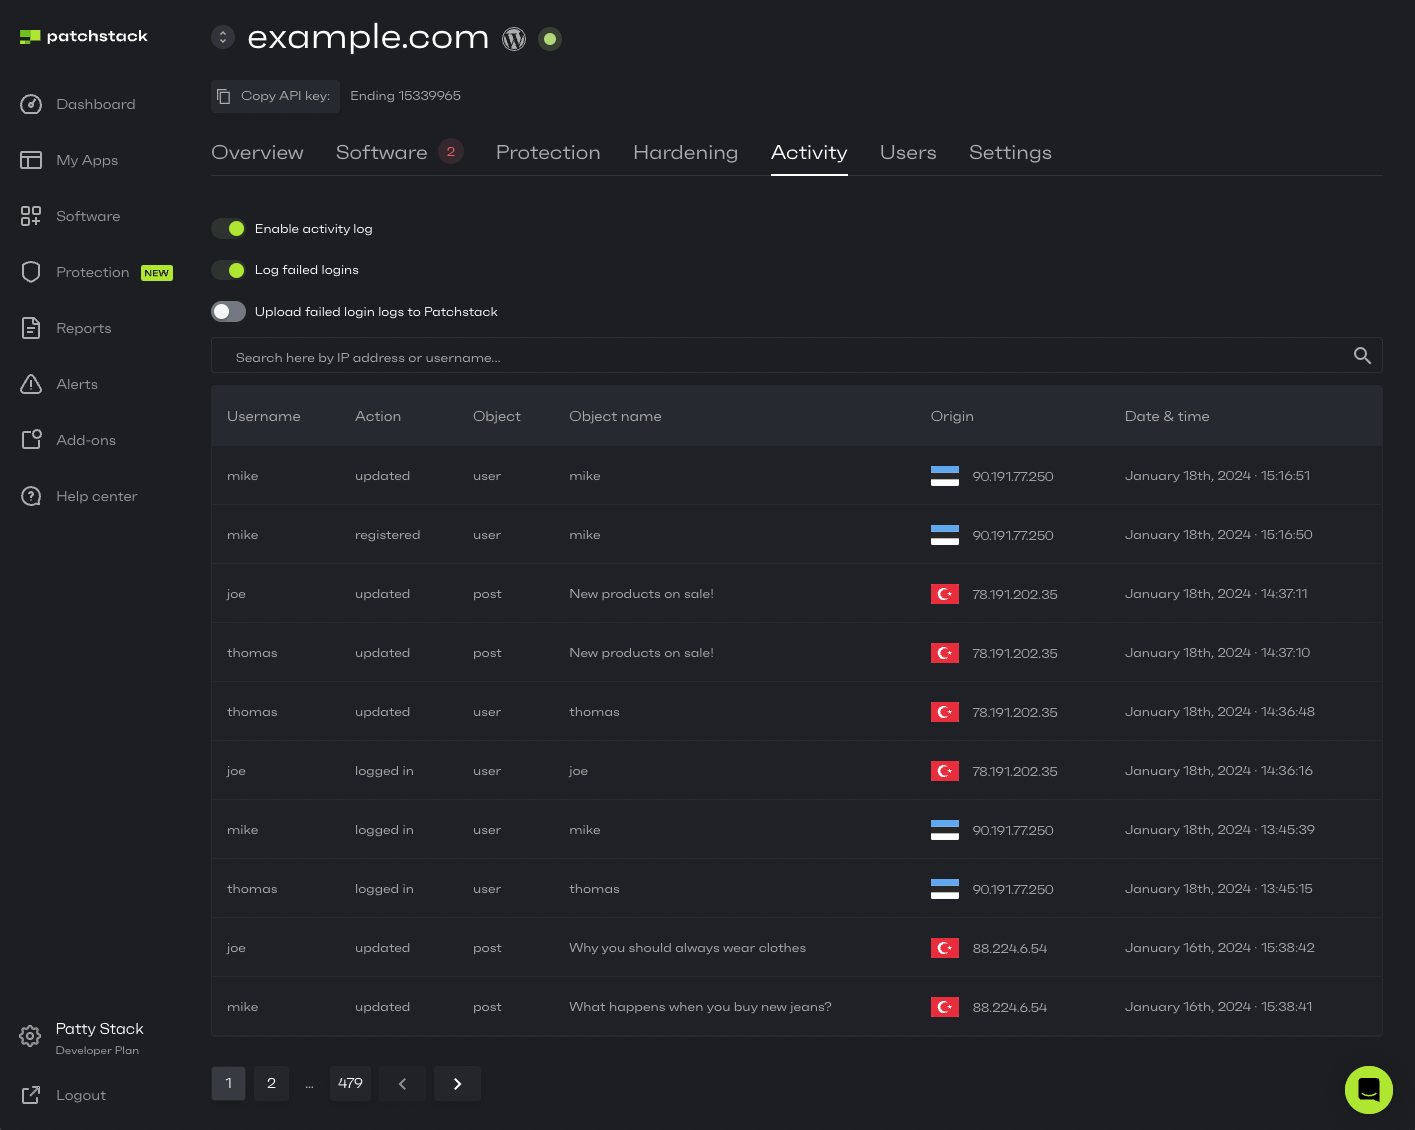 patchstack
example.com
Copy API key: Ending 15339965
Overview Software 2 Protection Hardening Activity Users Settings
Dashboard
My Apps
Software
Protection NEW
Reports
Alerts
Add-ons
Help center
Enable activity log
Log failed logins
Upload failed login logs to Patchstack
Search here by IP address or username...
Username Action Object Object name Origin Date & time
mike updated user mike 90.191.77.250 January 18th, 2024 · 15:16:51
mike registered user mike 90.191.77.250 January 18th, 2024 · 15:16:50
joe updated post New products on sale! 78.191.202.35 January 18th, 2024 · 14:37:11
thomas updated post New products on sale! 78.191.202.35 January 18th, 2024 · 14:37:10
thomas updated user thomas 78.191.202.35 January 18th, 2024 · 14:36:48
joe logged in user joe 78.191.202.35 January 18th, 2024 · 14:36:16
mike logged in user mike 90.191.77.250 January 18th, 2024 · 13:45:39
thomas logged in user thomas 90.191.77.250 January 18th, 2024 · 13:45:15
joe updated post Why you should always wear clothes 88.224.6.54 January 16th, 2024 · 15:38:42
mike updated post What happens when you buy new jeans? 88.224.6.54 January 16th, 2024 · 15:38:41
Patty Stack
Developer Plan
Logout
1 2 ... 479